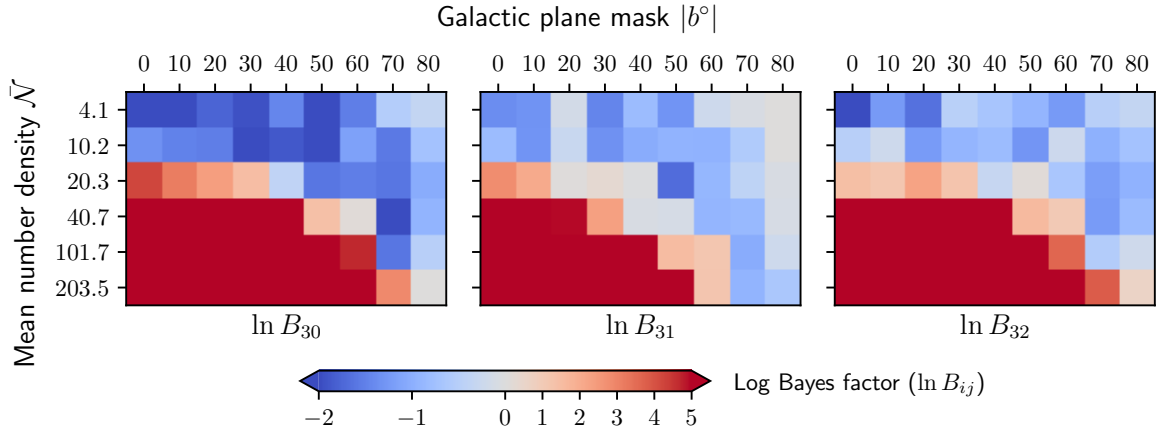 Galactic plane mask |b°|
0 10 20 30 40 50 60 70 80 0 10 20 30 40 50 60 70 80 0 10 20 30 40 50 60 70 80
Mean number density N̄
4.1
10.2
20.3
40.7
101.7
203.5
ln B₃₀ ln B₃₁ ln B₃₂
−2 −1 0 1 2 3 4 5
Log Bayes factor (ln Bᵢⱼ)